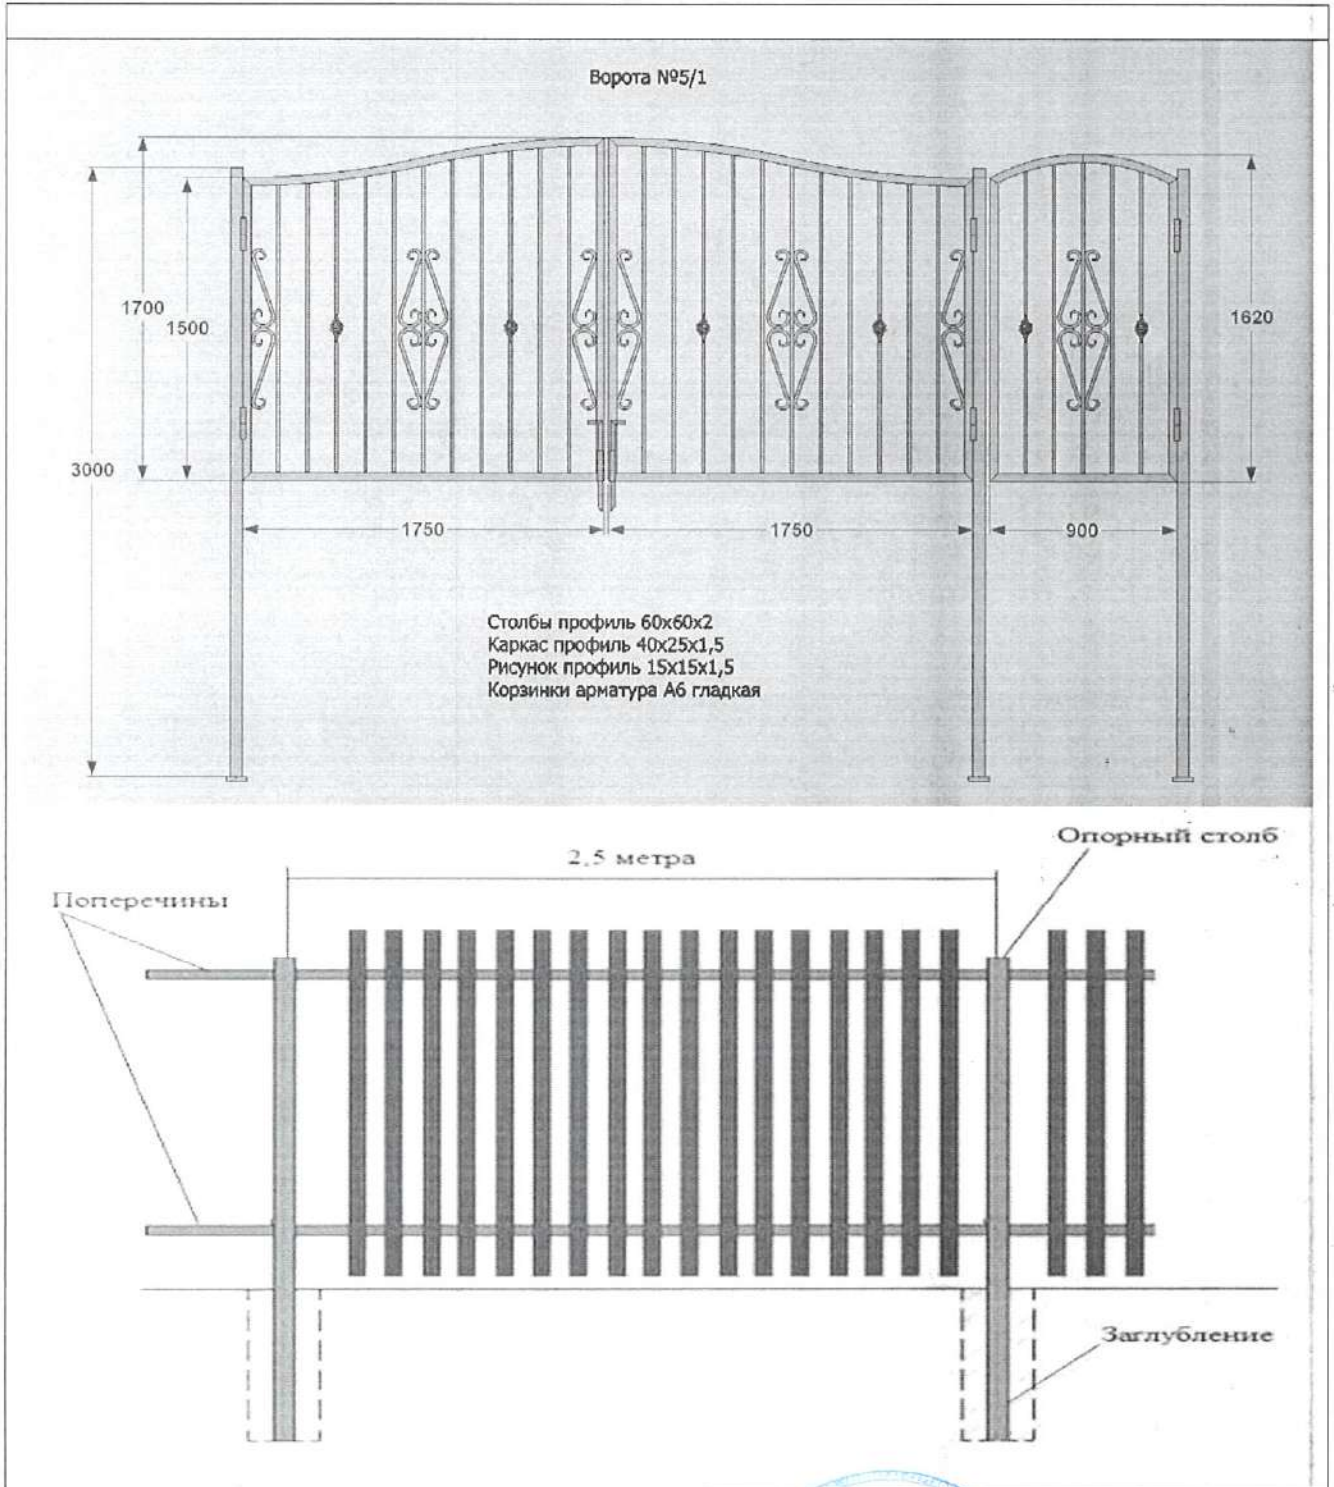 Ворота №5/1
1700
1500
1620
3000
1750
1750
900
Столбы профиль 60х60х2
Каркас профиль 40х25х1,5
Рисунок профиль 15х15х1,5
Корзинки арматура А6 гладкая
Опорный столб
2,5 метра
Поперечины
Заглубление